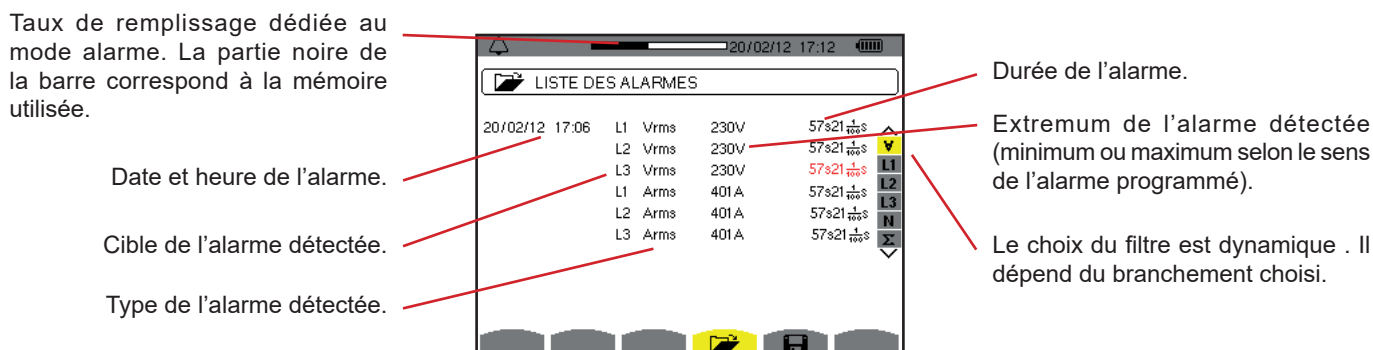 Taux de remplissage dédiée au
mode alarme. La partie noire de
la barre correspond à la mémoire
utilisée.
Date et heure de l'alarme.
Cible de l'alarme détectée.
Type de l'alarme détectée.
20/02/12 17:12
LISTE DES ALARMES
20/02/12 17:06 L1 Vrms 230V 57s21 1/100 s
L2 Vrms 230V 57s21 1/100 s
L3 Vrms 230V 57s21 1/100 s
L1 Arms 401A 57s21 1/100 s
L2 Arms 401A 57s21 1/100 s
L3 Arms 401A 57s21 1/100 s
∀
L1
L2
L3
N
Σ
Durée de l'alarme.
Extremum de l'alarme détectée
(minimum ou maximum selon le sens
de l'alarme programmé).
Le choix du filtre est dynamique . Il
dépend du branchement choisi.